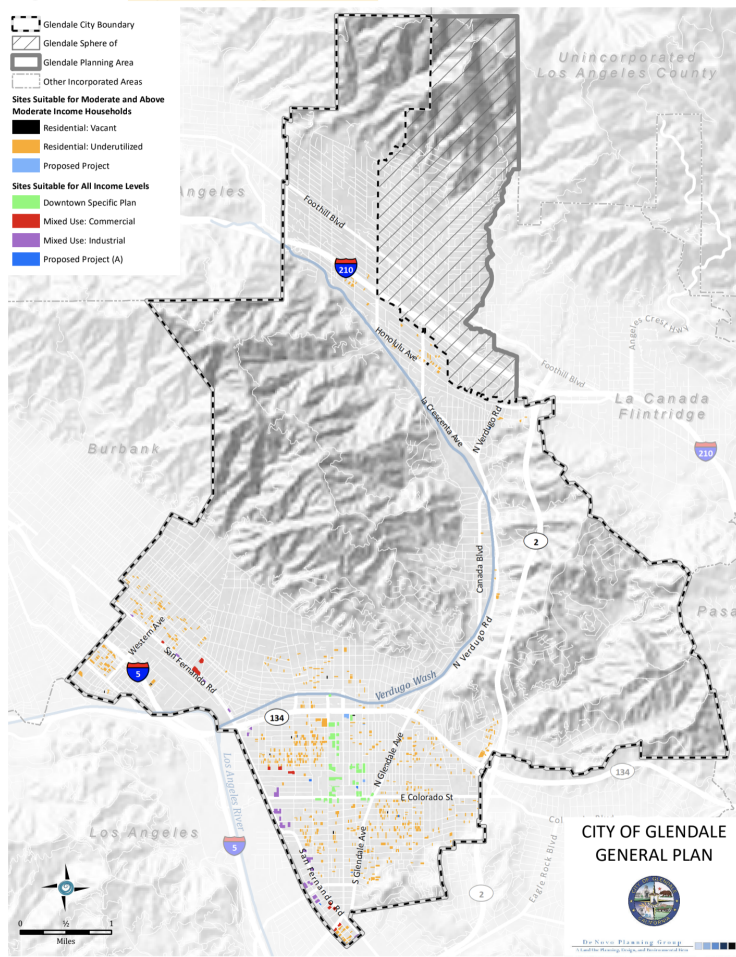 Glendale City Boundary
Glendale Sphere of
Glendale Planning Area
Other Incorporated Areas
Sites Suitable for Moderate and Above
Moderate Income Households
Residential: Vacant
Residential: Underutilized
Proposed Project
Sites Suitable for All Income Levels
Downtown Specific Plan
Mixed Use: Commercial
Mixed Use: Industrial
Proposed Project (A)
Unincorporated
Los Angeles County
Angeles
Foothill Blvd
210
Honolulu Ave
Angeles Crest Hwy
Foothill Blvd
La Canada
Flintridge
la Crescenta Ave
N Verdugo Rd
210
Burbank
2
Canada Blvd
Pasa
Western Ave
San Fernando Rd
N Verdugo Rd
5
Verdugo Wash
134
N Glendale Ave
134
Los Angeles River
E Colorado St
Los Angeles
5
S Glendale Ave
San Fernando Rd
Eagle Rock Blvd
2
0 ½ 1
Miles
CITY OF GLENDALE
GENERAL PLAN
De Novo Planning Group